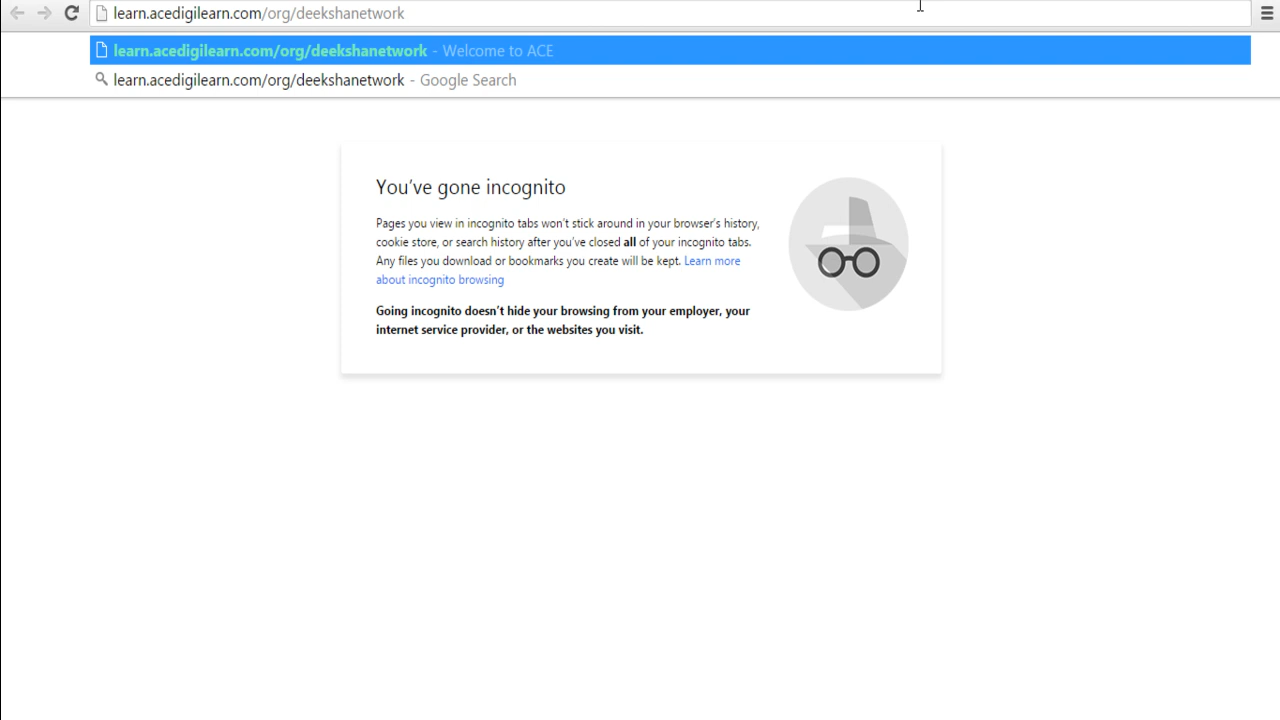 learn.acedigilearn.com/org/deekshanetwork
learn.acedigilearn.com/org/deekshanetwork - Welcome to ACE
learn.acedigilearn.com/org/deekshanetwork - Google Search
You've gone incognito
Pages you view in incognito tabs won't stick around in your browser's history,
cookie store, or search history after you've closed all of your incognito tabs.
Any files you download or bookmarks you create will be kept. Learn more
about incognito browsing
Going incognito doesn't hide your browsing from your employer, your
internet service provider, or the websites you visit.